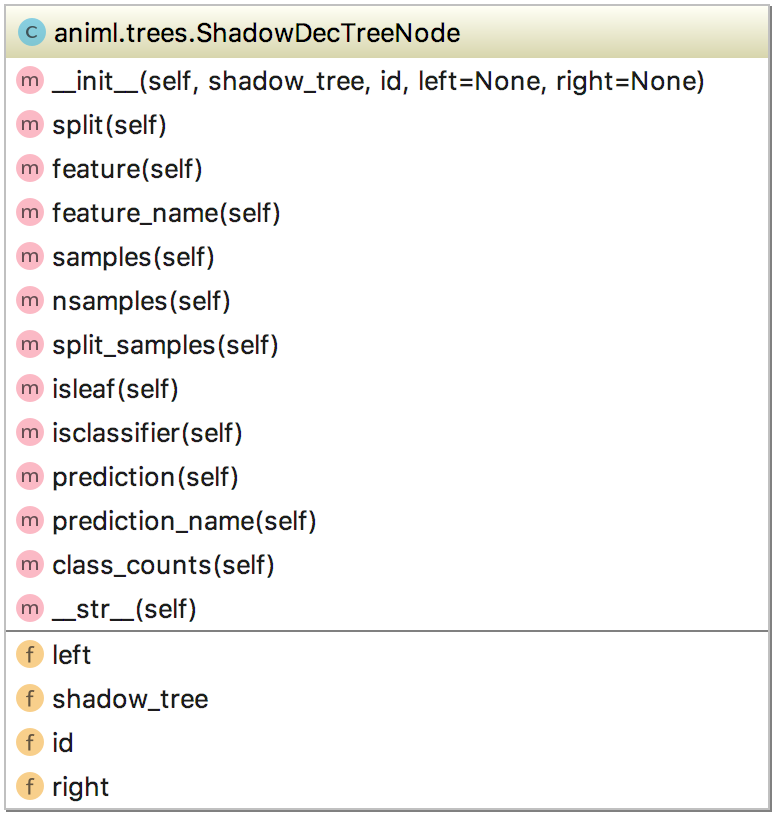 C animl.trees.ShadowDecTreeNode
m __init__(self, shadow_tree, id, left=None, right=None)
m split(self)
m feature(self)
m feature_name(self)
m samples(self)
m nsamples(self)
m split_samples(self)
m isleaf(self)
m isclassifier(self)
m prediction(self)
m prediction_name(self)
m class_counts(self)
m __str__(self)
f left
f shadow_tree
f id
f right